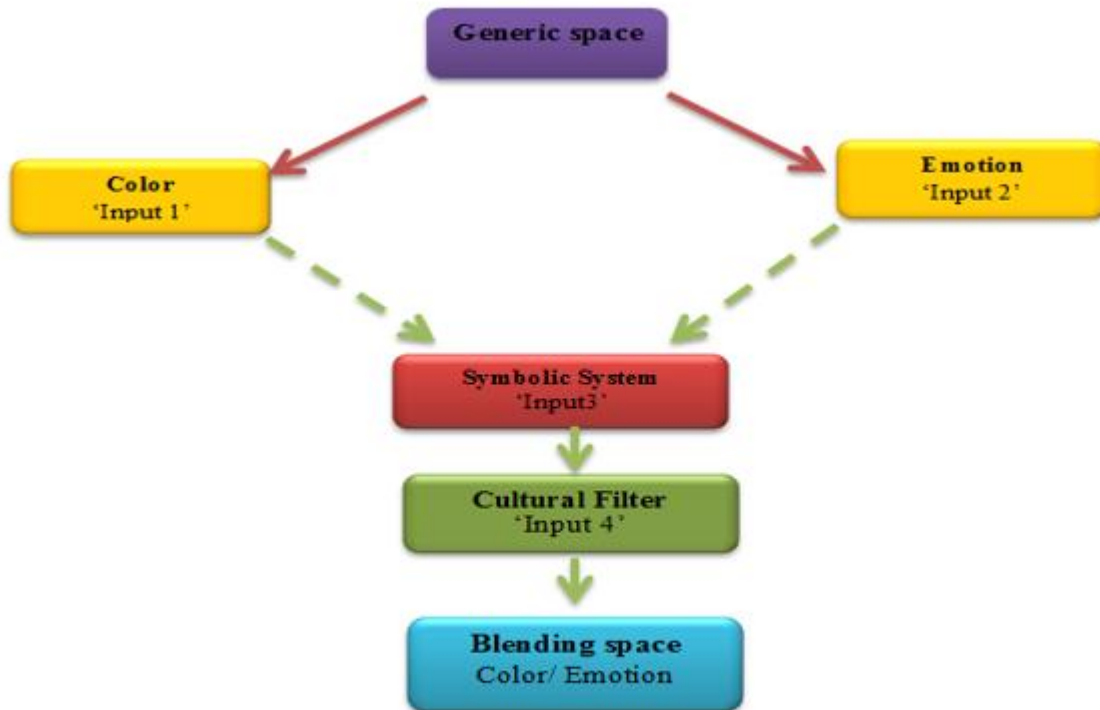 Generic space
Color
‘Input 1’
Emotion
‘Input 2’
Symbolic System
‘Input3’
Cultural Filter
‘Input 4’
Blending space
Color/ Emotion